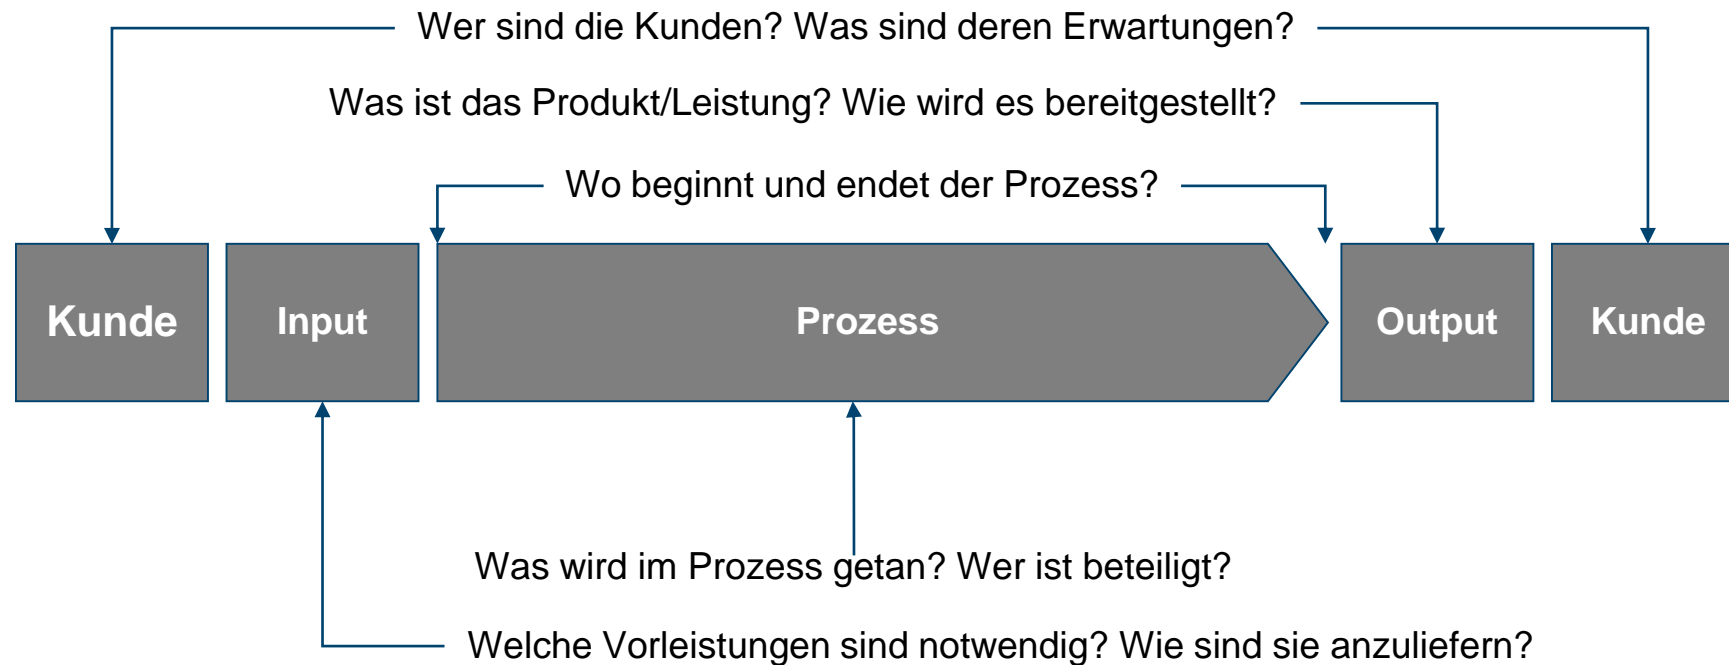 Wer sind die Kunden? Was sind deren Erwartungen?
Was ist das Produkt/Leistung? Wie wird es bereitgestellt?
Wo beginnt und endet der Prozess?
Kunde
Input
Prozess
Output
Kunde
Was wird im Prozess getan? Wer ist beteiligt?
Welche Vorleistungen sind notwendig? Wie sind sie anzuliefern?